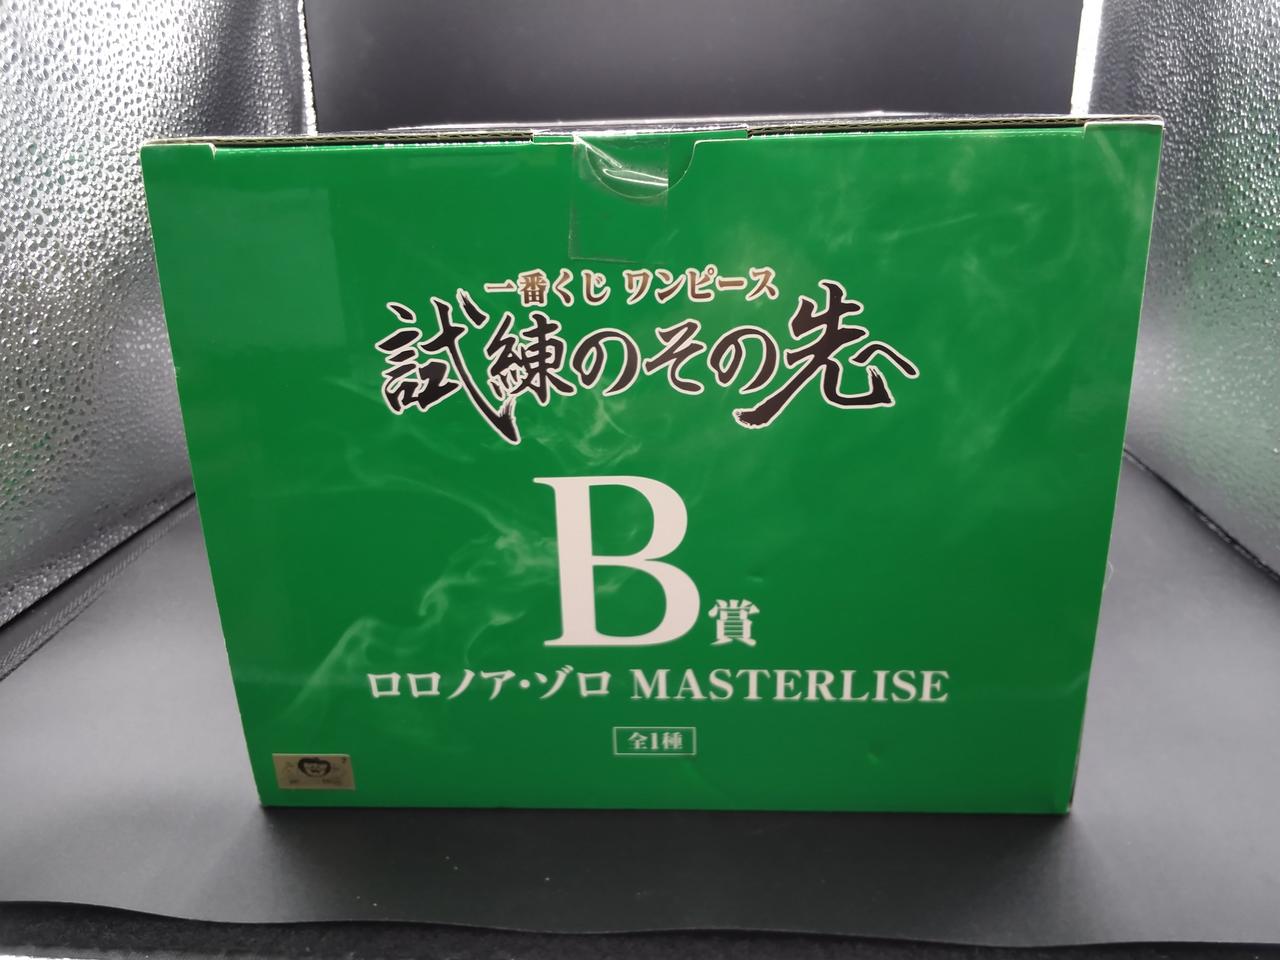 一番くじ ワンピース
試練のその先へ
B賞
ロロノア・ゾロ MASTERLISE
全1種